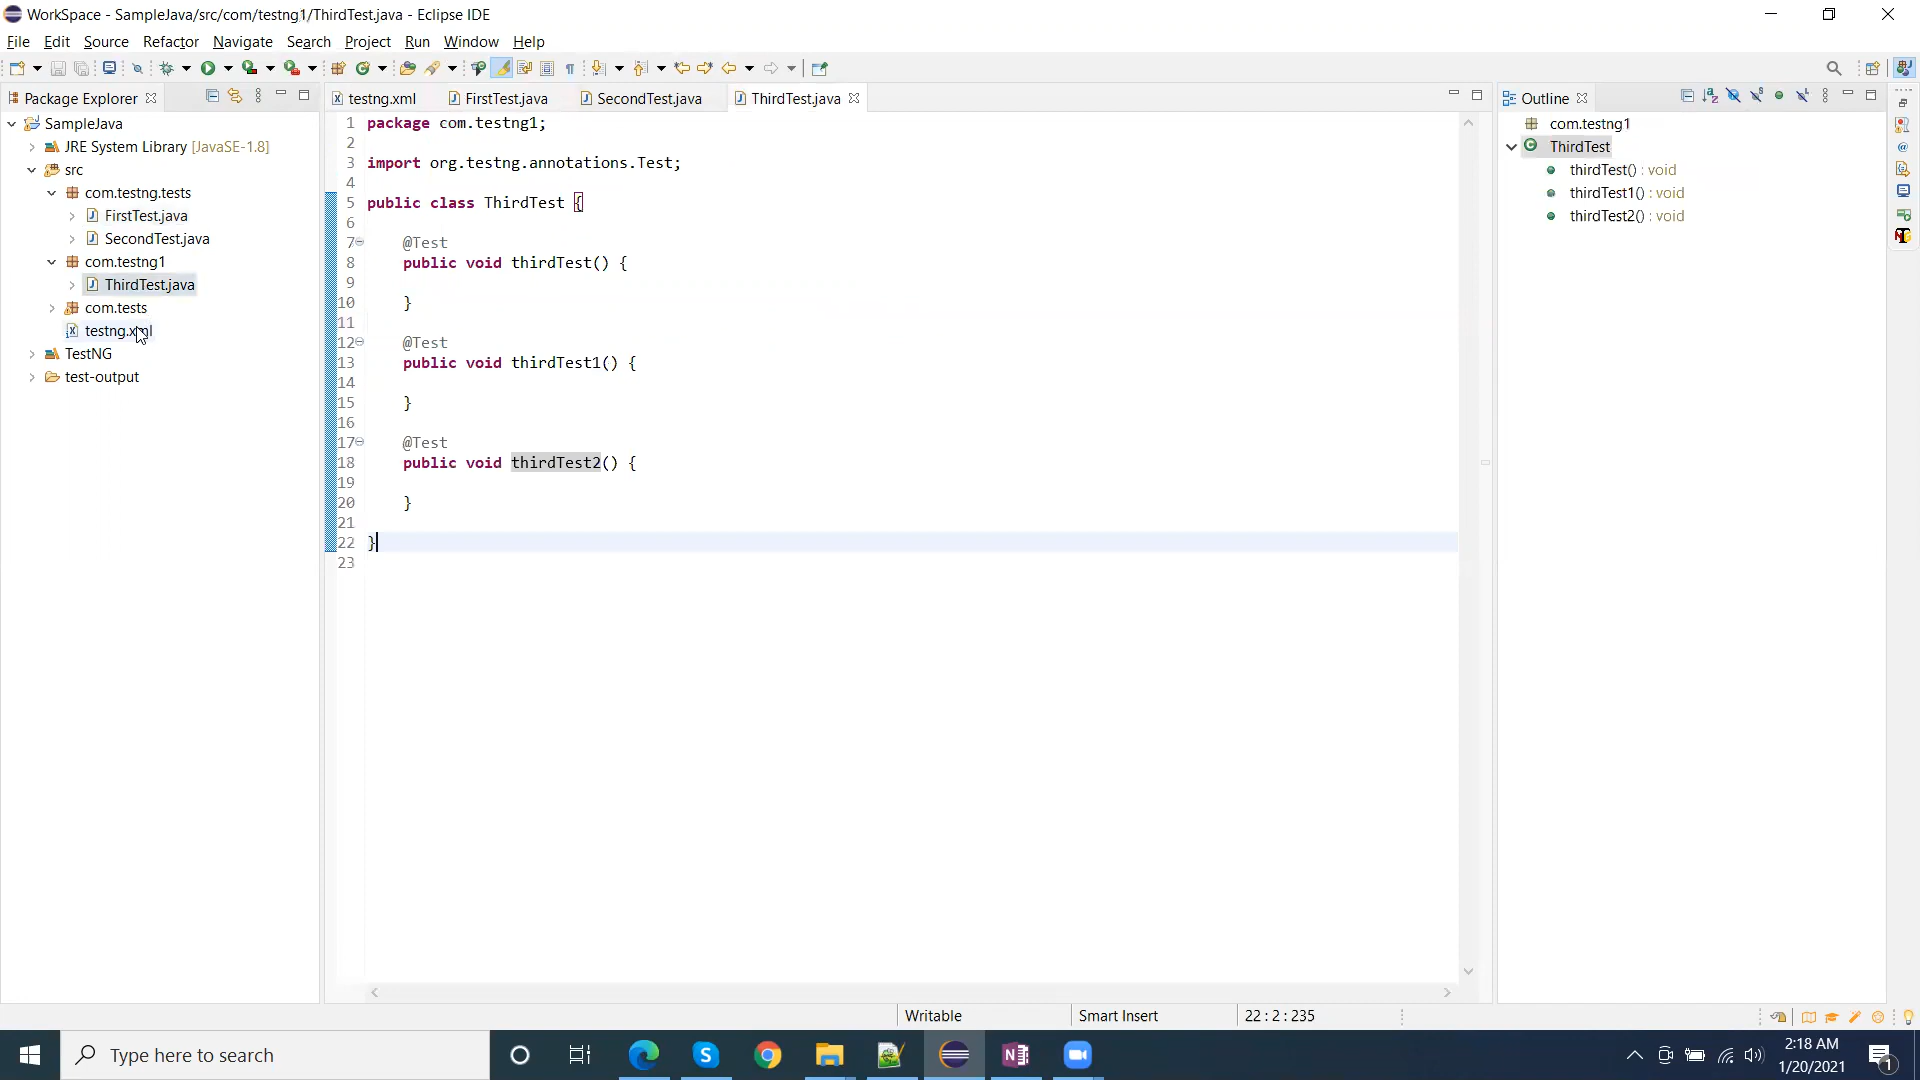 WorkSpace - SampleJava/src/com/testng1/ThirdTest.java - Eclipse IDE
File Edit Source Refactor Navigate Search Project Run Window Help
Package Explorer
SampleJava
JRE System Library [JavaSE-1.8]
src
com.testng.tests
FirstTest.java
SecondTest.java
com.testng1
ThirdTest.java
com.tests
testng.xml
TestNG
test-output
testng.xml FirstTest.java SecondTest.java ThirdTest.java
1 package com.testng1;
2
3 import org.testng.annotations.Test;
4
5 public class ThirdTest {
6
7 @Test
8 public void thirdTest() {
9
10 }
11
12 @Test
13 public void thirdTest1() {
14
15 }
16
17 @Test
18 public void thirdTest2() {
19
20 }
21
22 }
23
Outline
com.testng1
ThirdTest
thirdTest() : void
thirdTest1() : void
thirdTest2() : void
Writable Smart Insert 22 : 2 : 235
Type here to search
2:18 AM
1/20/2021
1